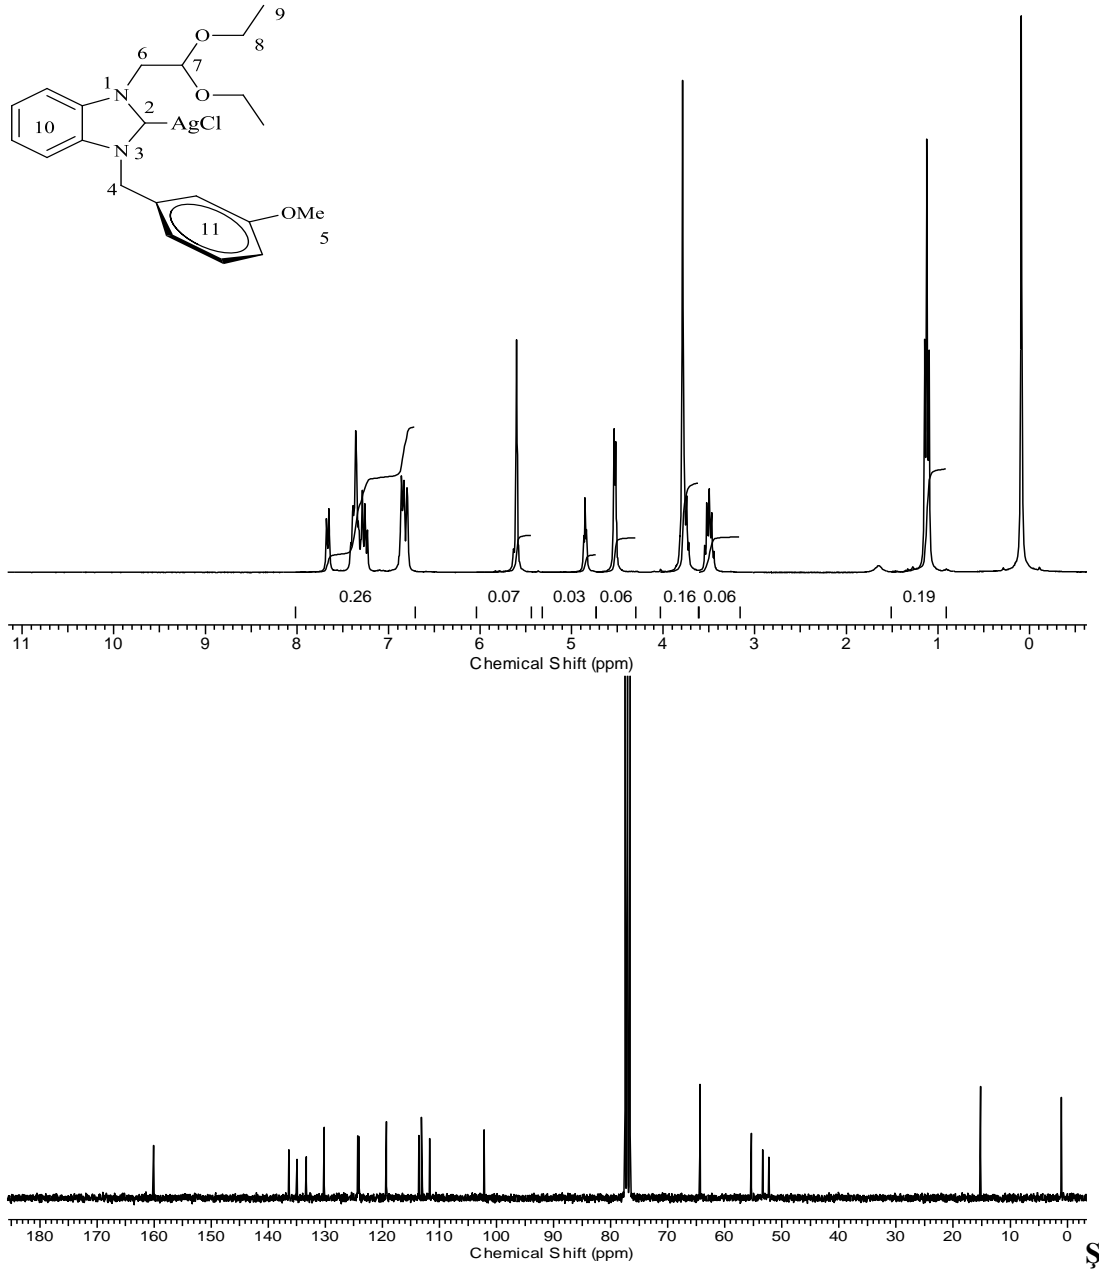 9
O
8
6
7
1
N
O
2
10
AgCl
N 3
4
OMe
11
5
0.26 0.07 0.03 0.06 0.16 0.06 0.19
11 10 9 8 7 6 5 4 3 2 1 0
Chemical Shift (ppm)
180 170 160 150 140 130 120 110 100 90 80 70 60 50 40 30 20 10 0
Chemical Shift (ppm)
Ş